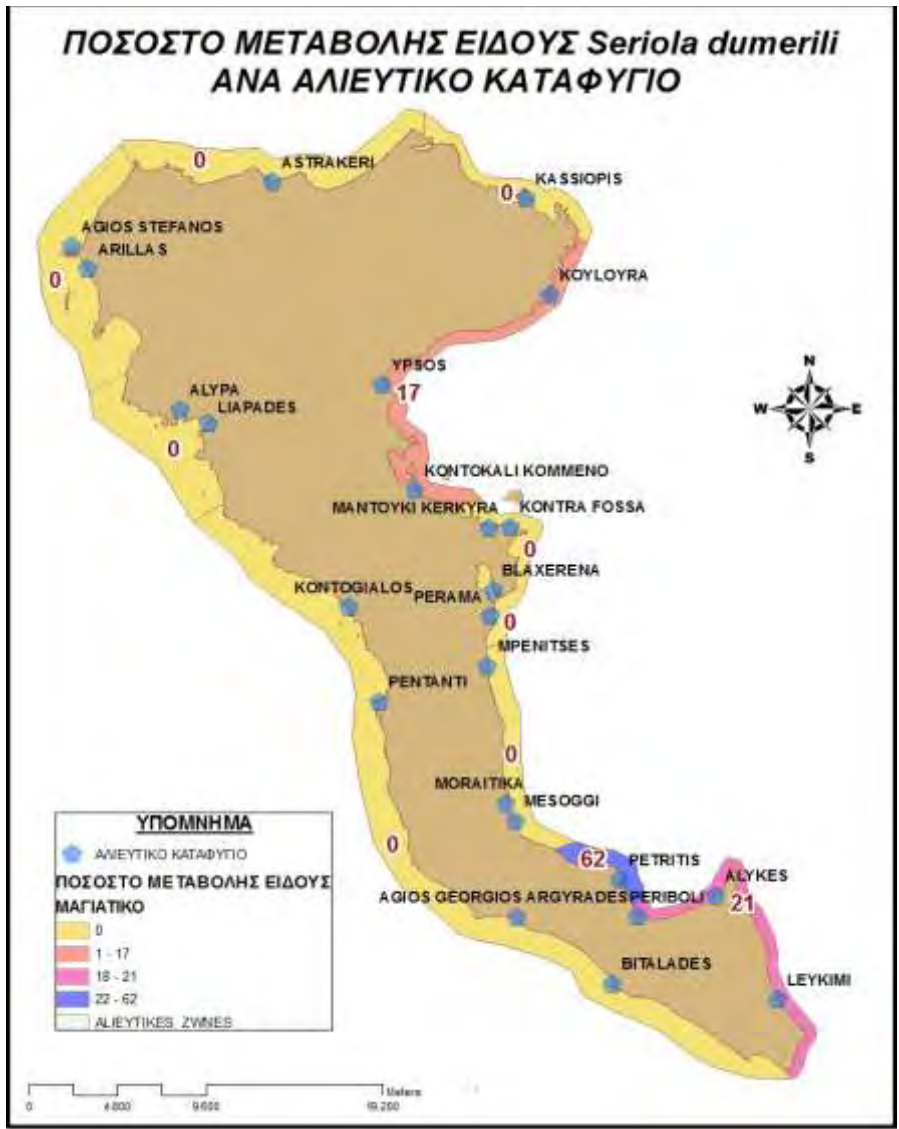 ΠΟΣΟΣΤΟ ΜΕΤΑΒΟΛΗΣ ΕΙΔΟΥΣ Seriola dumerili
ΑΝΑ ΑΛΙΕΥΤΙΚΟ ΚΑΤΑΦΥΓΙΟ
0
ASTRAKERI
KASSIOPIS
0
AGIOS STEFANOS
ARILLAS
0
KOYLOYRA
YPSOS
17
ALYPA
LIAPADES
0
N
W
E
S
KONTOKALI KOMMENO
MANTOYKI KERKYRA
KONTRA FOSSA
0
BLAXERENA
KONTOGIALOS
PERAMA
0
MPENITSES
PENTANTI
0
MORAITIKA
MESOGGI
0
62
PETRITIS
ALYKES
21
AGIOS GEORGIOS ARGYRADES
PERIBOLI
BITALADES
LEYKIMI
ΥΠΟΜΝΗΜΑ
ΑΛΙΕΥΤΙΚΟ ΚΑΤΑΦΥΓΙΟ
ΠΟΣΟΣΤΟ ΜΕΤΑΒΟΛΗΣ ΕΙΔΟΥΣ
ΜΑΓΙΑΤΙΚΟ
0
1 - 17
18 - 21
22 - 62
ALIEYTIKES ZWNES
Meters
0
4.800
9.600
19.200